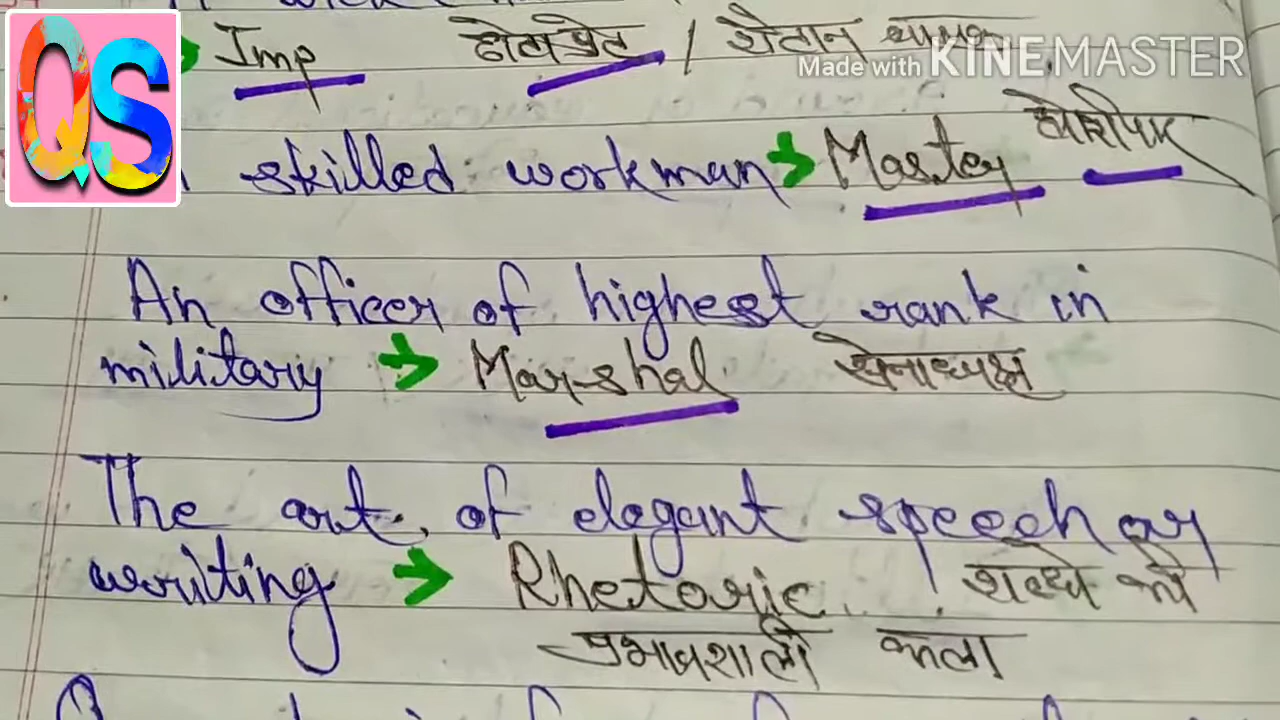 Imp छोटा प्रेत / शैतान बालक
Made with KINEMASTER
QS
skilled workman → Master होशियार
An officer of highest rank in
military → Marshal सेनाध्यक्ष
The art of elegant speech or
writing → Rhetoric शब्दो की
प्रभावशाली कला